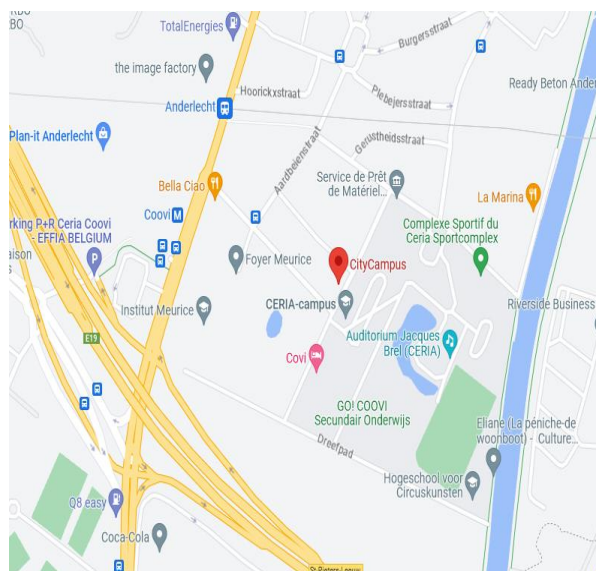 RBO
TotalEnergies
Burgersstraat
the image factory
Hoorickxstraat
Plebejersstraat
Ready Beton Ander
Anderlecht
Plan-it Anderlecht
Gerustheidsstraat
Aardbeienstraat
Service de Prêt
de Matériel...
Bella Ciao
La Marina
Coovi M
Complexe Sportif du
Ceria Sportcomplex
rking P+R Ceria Coovi
- EFFIA BELGIUM
P
Foyer Meurice
CityCampus
CERIA-campus
Institut Meurice
Riverside Business
E19
Auditorium Jacques
Brel (CERIA)
Covi
GO! COOVI
Secundair Onderwijs
Dreefpad
Eliane (La péniche-de
woonboot) - Culture...
Hogeschool voor
Circuskunsten
Q8 easy
Coca-Cola